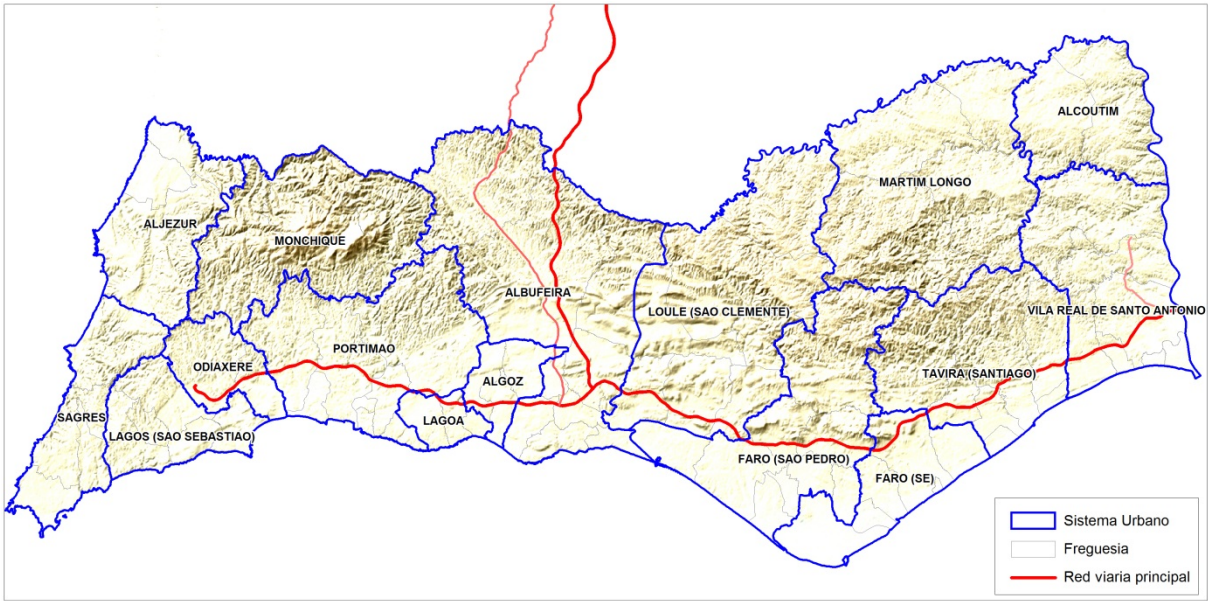 ALCOUTIM
MARTIM LONGO
ALJEZUR
MONCHIQUE
ALBUFEIRA
LOULE (SAO CLEMENTE)
VILA REAL DE SANTO ANTONIO
PORTIMAO
ODIAXERE
TAVIRA (SANTIAGO)
ALGOZ
SAGRES
LAGOA
LAGOS (SAO SEBASTIAO)
FARO (SAO PEDRO)
FARO (SE)
Sistema Urbano
Freguesia
Red viaria principal